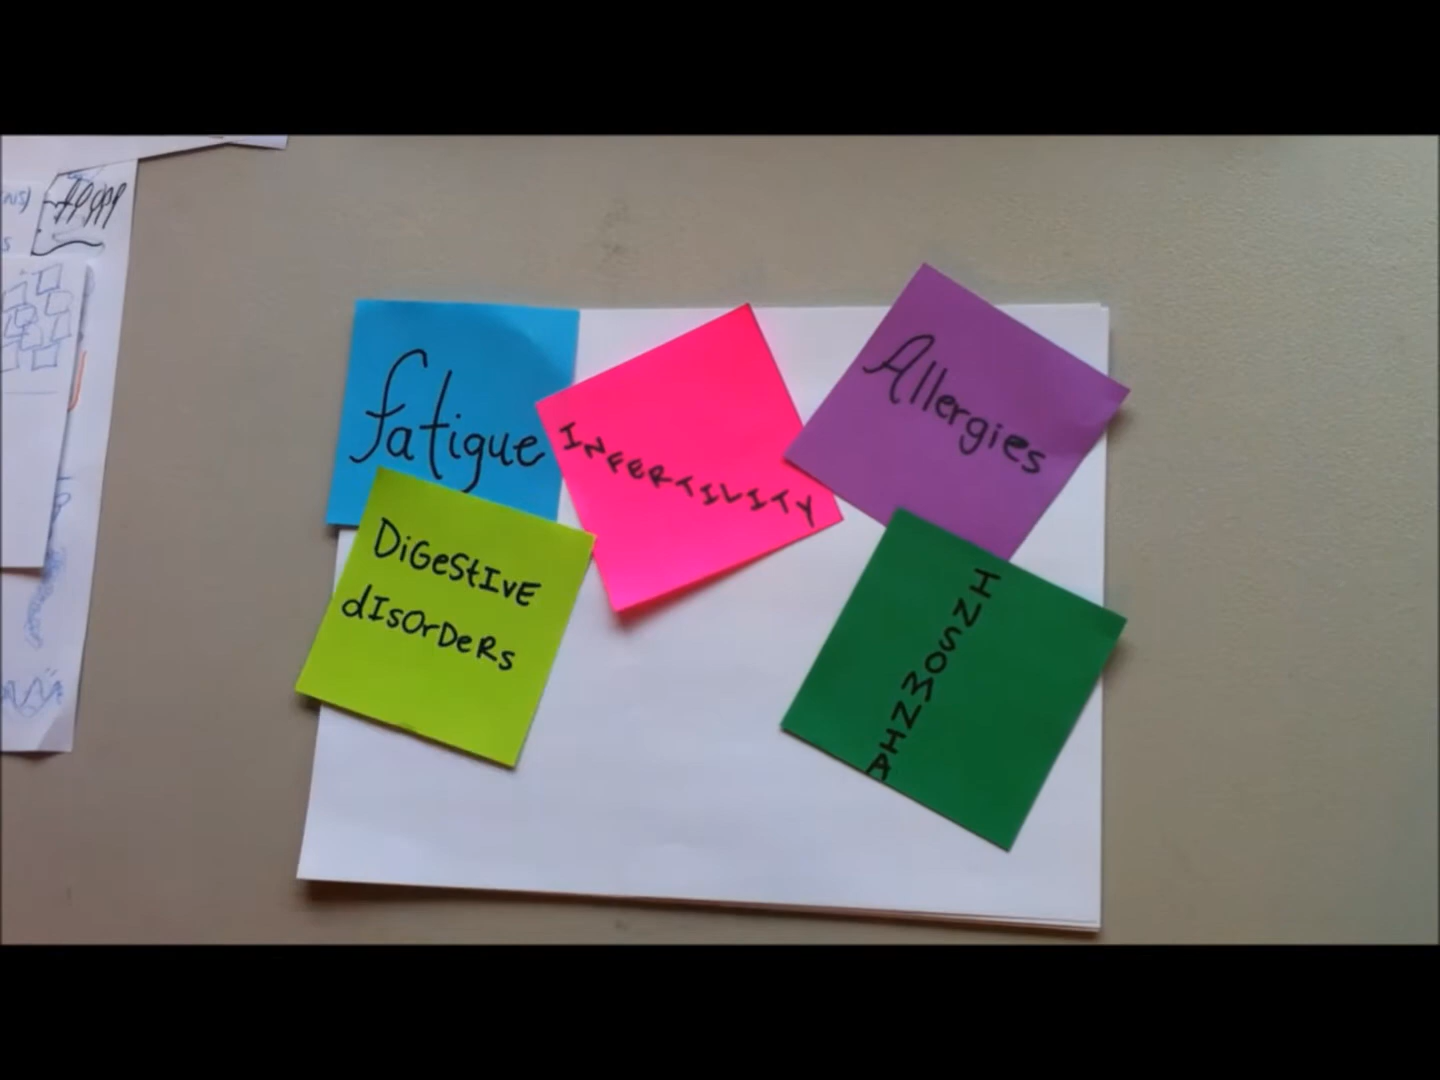 fatigue
INFERTILITY
Allergies
DiGeStIvE
dIsOrDeRs
INSOMNIA